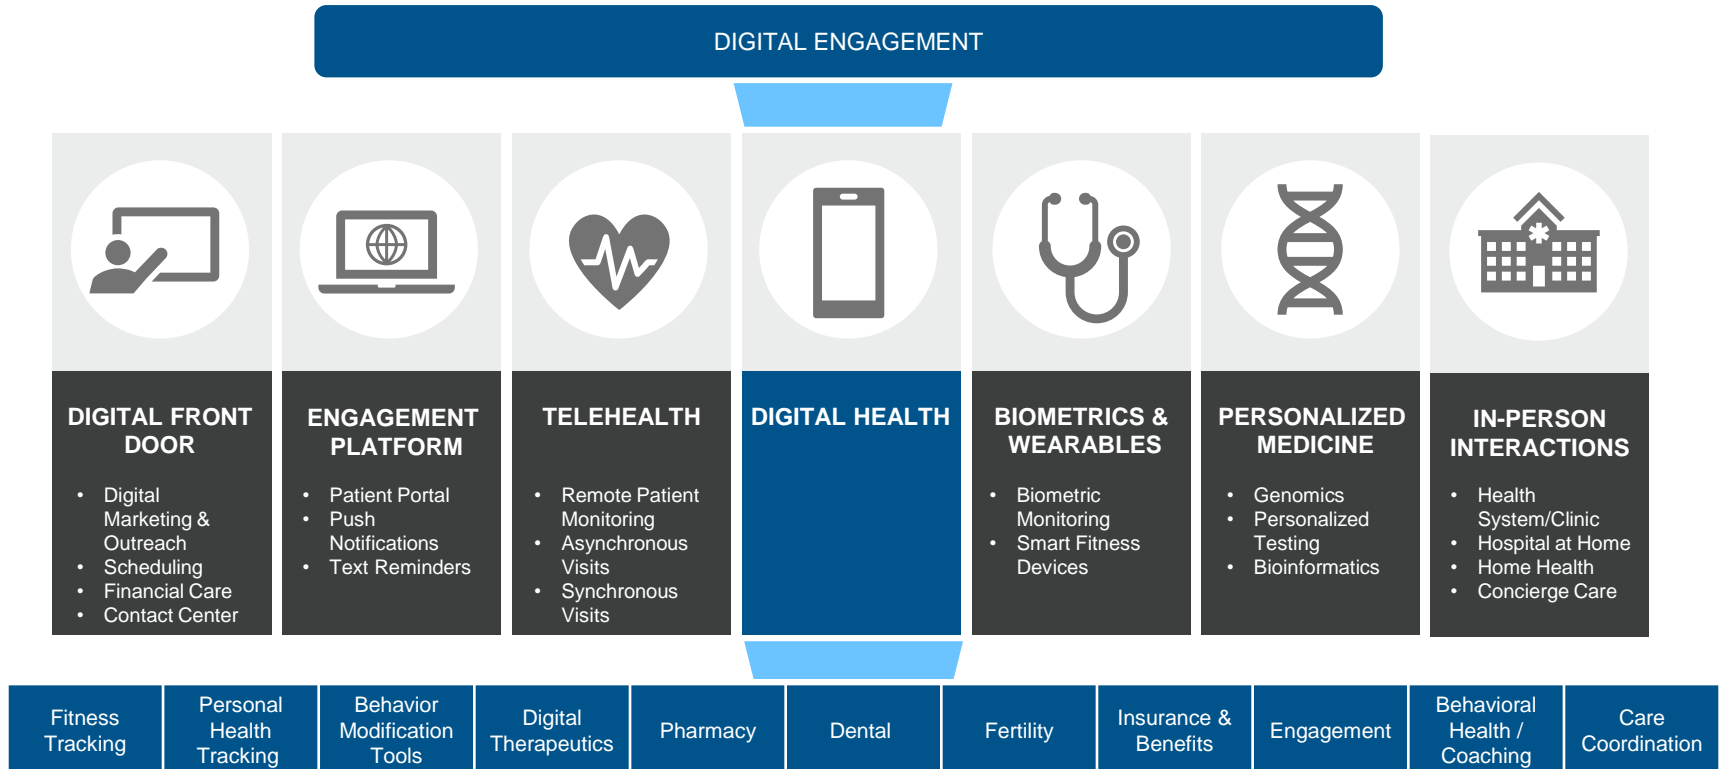 DIGITAL ENGAGEMENT
DIGITAL FRONT
DOOR
• Digital
Marketing &
Outreach
• Scheduling
• Financial Care
• Contact Center
ENGAGEMENT
PLATFORM
• Patient Portal
• Push
Notifications
• Text Reminders
TELEHEALTH
• Remote Patient
Monitoring
• Asynchronous
Visits
• Synchronous
Visits
DIGITAL HEALTH
BIOMETRICS &
WEARABLES
• Biometric
Monitoring
• Smart Fitness
Devices
PERSONALIZED
MEDICINE
• Genomics
• Personalized
Testing
• Bioinformatics
IN-PERSON
INTERACTIONS
• Health
System/Clinic
• Hospital at Home
• Home Health
• Concierge Care
Fitness
Tracking
Personal
Health
Tracking
Behavior
Modification
Tools
Digital
Therapeutics
Pharmacy
Dental
Fertility
Insurance &
Benefits
Engagement
Behavioral
Health /
Coaching
Care
Coordination